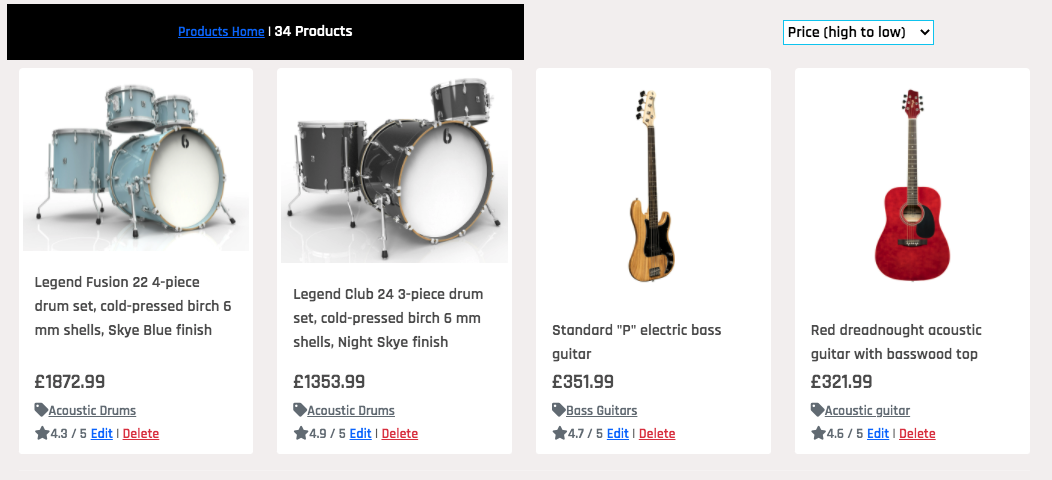 Products Home | 34 Products
Price (high to low)
Legend Fusion 22 4-piece
drum set, cold-pressed birch 6
mm shells, Skye Blue finish
£1872.99
Acoustic Drums
4.3 / 5 Edit | Delete
6
Legend Club 24 3-piece drum
set, cold-pressed birch 6 mm
shells, Night Skye finish
£1353.99
Acoustic Drums
4.9 / 5 Edit | Delete
6
Standard "P" electric bass
guitar
£351.99
Bass Guitars
4.7 / 5 Edit | Delete
Red dreadnought acoustic
guitar with basswood top
£321.99
Acoustic guitar
4.6 / 5 Edit | Delete